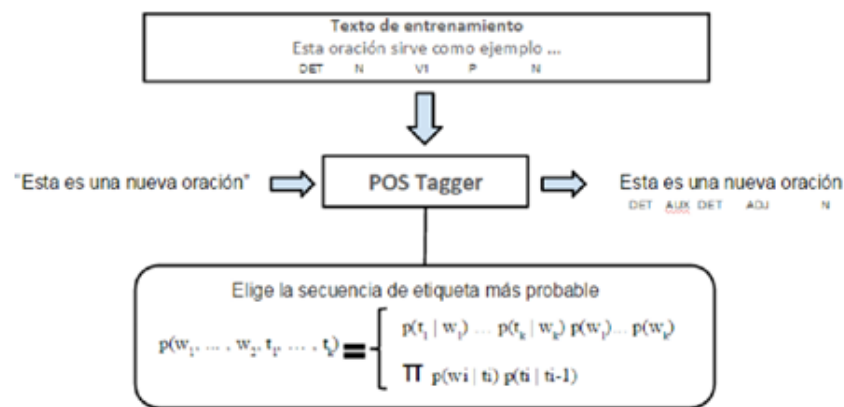 Texto de entrenamiento
Esta oración sirve como ejemplo ...
DET N V1 P N
"Esta es una nueva oración"
POS Tagger
Esta es una nueva oración
DET AUX DET ADJ N
Elige la secuencia de etiqueta más probable
p(w₁, ... , w₂, t₁, ... , tₖ) =
p(t₁ | w₁) ... p(tₖ | wₖ) p(w₁)... p(wₖ)
∏ p(wi | ti) p(ti | ti-1)